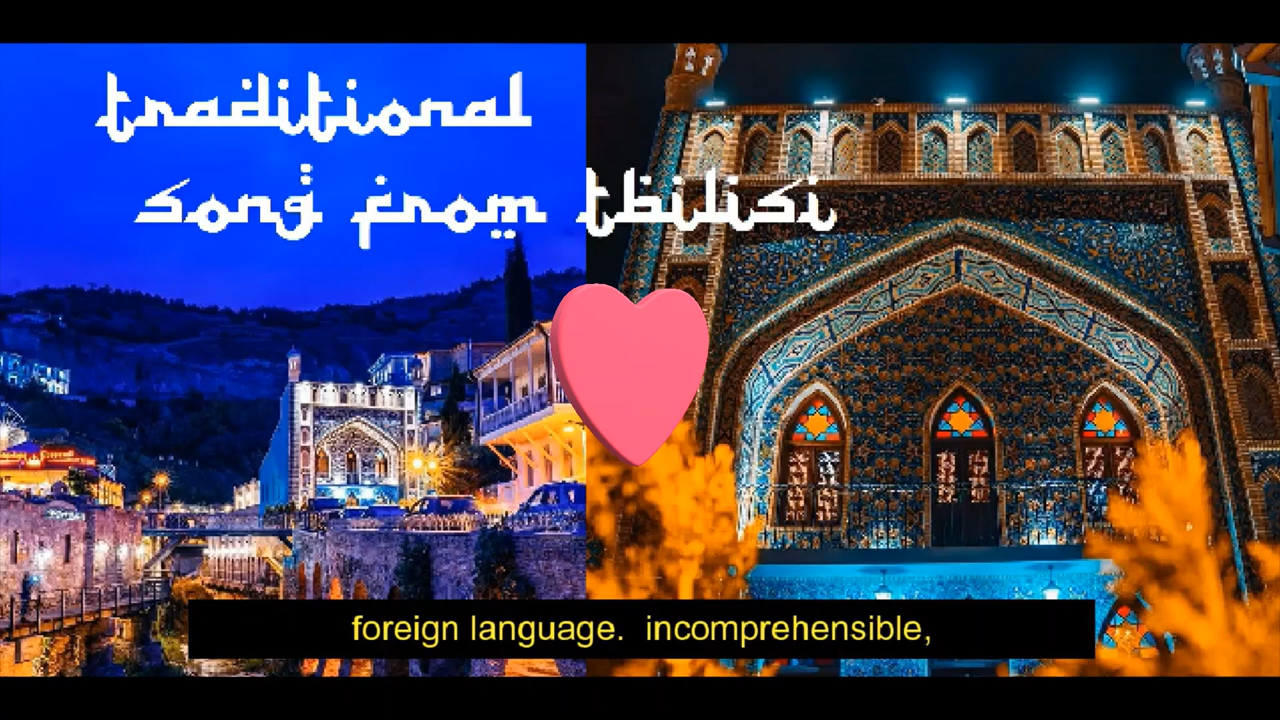 traditional
song from tbilisi
foreign language.  incomprehensible,